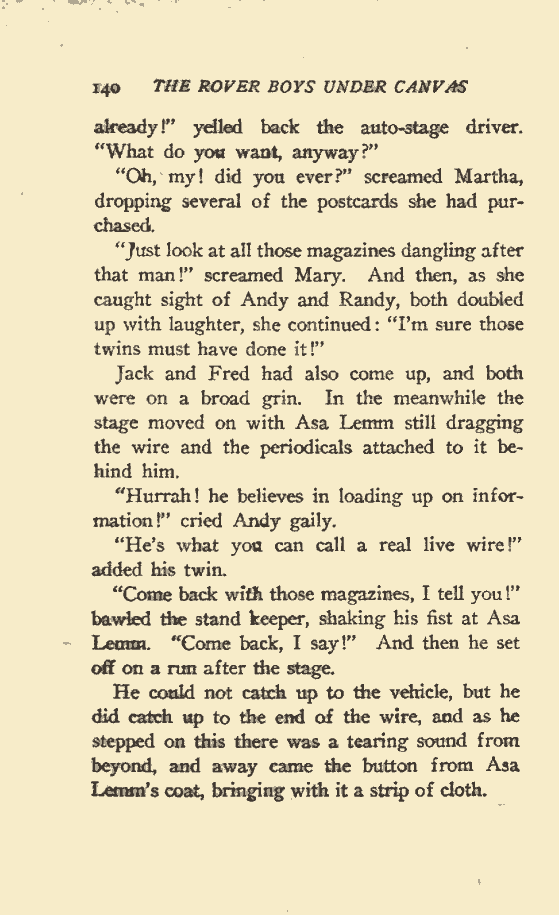 140 THE ROVER BOYS UNDER CANVAS
already!" yelled back the auto-stage driver.
"What do you want, anyway?"
"Oh, my! did you ever?" screamed Martha,
dropping several of the postcards she had pur-
chased.
"Just look at all those magazines dangling after
that man!" screamed Mary. And then, as she
caught sight of Andy and Randy, both doubled
up with laughter, she continued: "I'm sure those
twins must have done it!"
Jack and Fred had also come up, and both
were on a broad grin. In the meanwhile the
stage moved on with Asa Lemm still dragging
the wire and the periodicals attached to it be-
hind him.
"Hurrah! he believes in loading up on infor-
mation!" cried Andy gaily.
"He's what you can call a real live wire!"
added his twin.
"Come back with those magazines, I tell you!"
bawled the stand keeper, shaking his fist at Asa
Lemm. "Come back, I say!" And then he set
off on a run after the stage.
He could not catch up to the vehicle, but he
did catch up to the end of the wire, and as he
stepped on this there was a tearing sound from
beyond, and away came the button from Asa
Lemm's coat, bringing with it a strip of cloth.